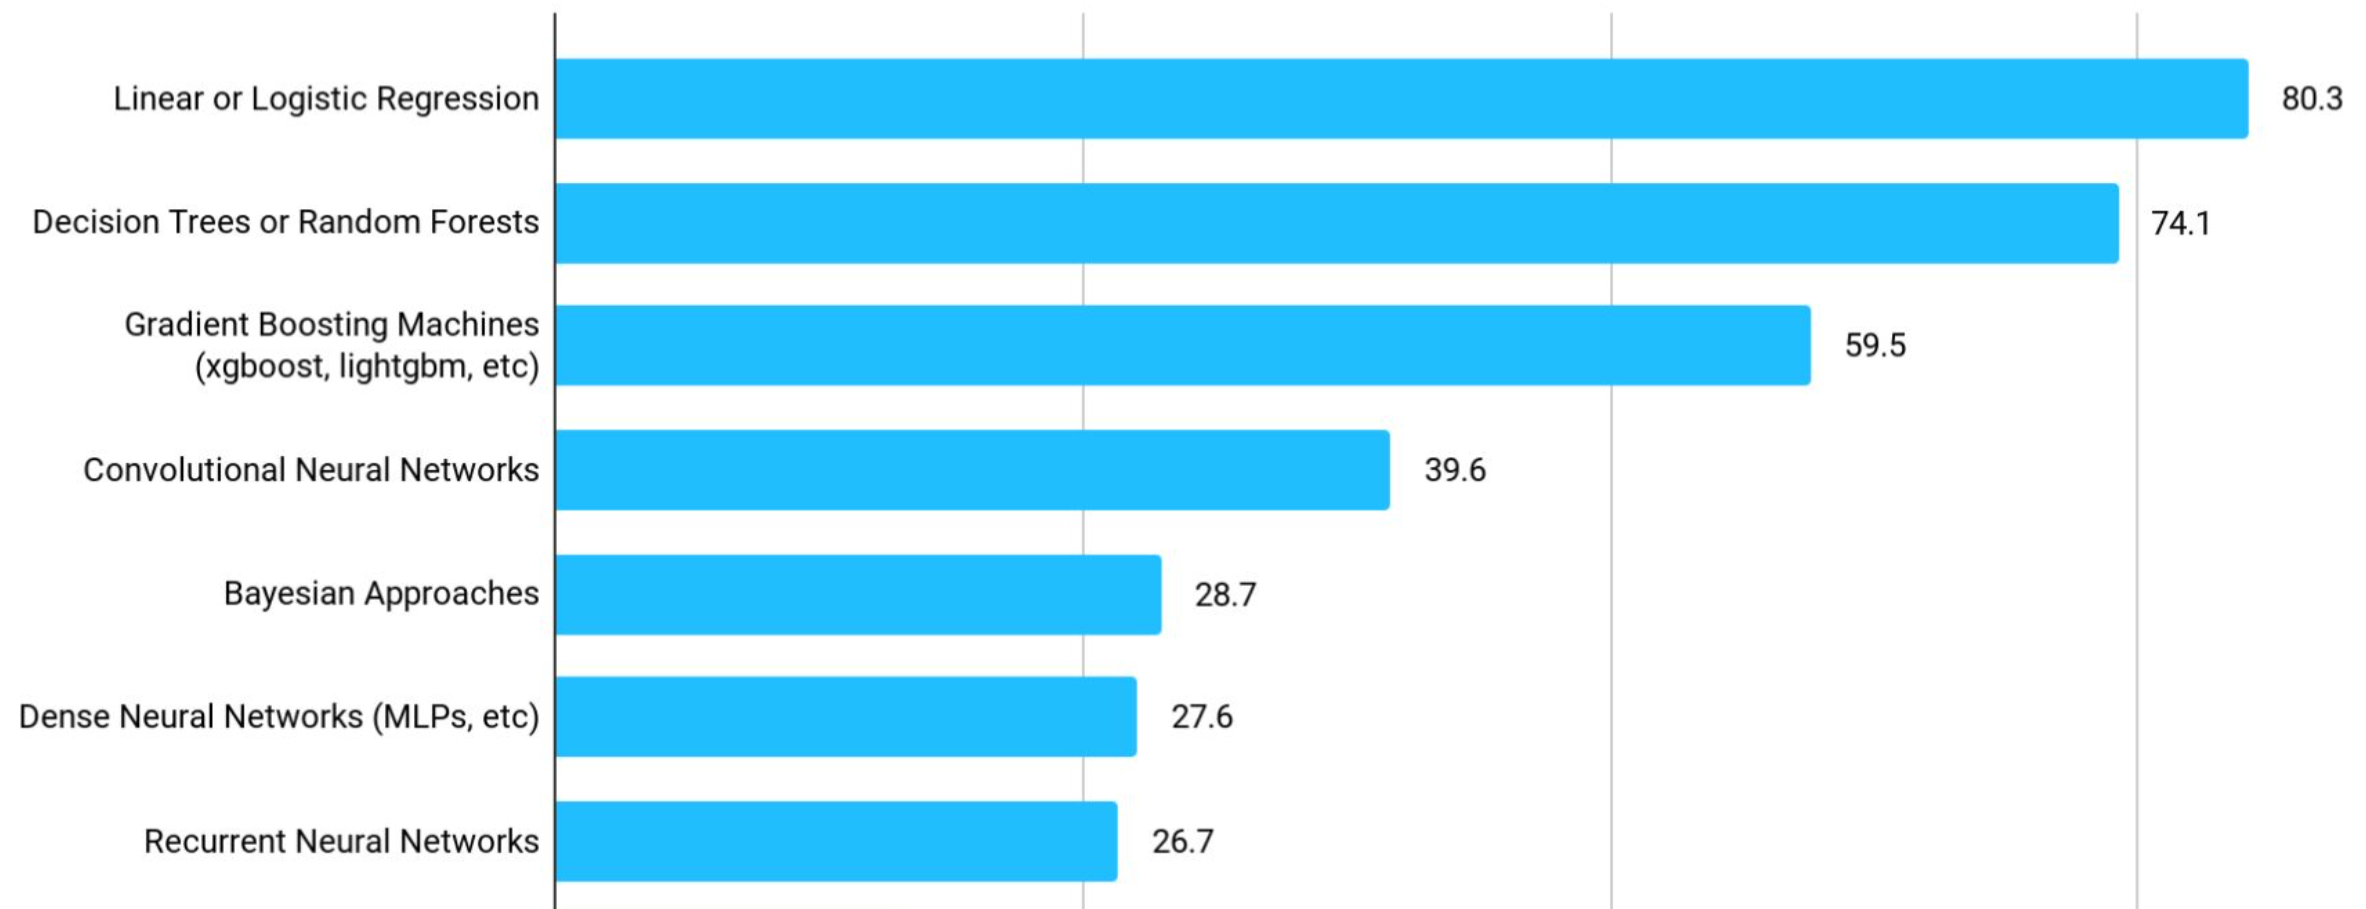 Linear or Logistic Regression 80.3
Decision Trees or Random Forests 74.1
Gradient Boosting Machines
(xgboost, lightgbm, etc) 59.5
Convolutional Neural Networks 39.6
Bayesian Approaches 28.7
Dense Neural Networks (MLPs, etc) 27.6
Recurrent Neural Networks 26.7